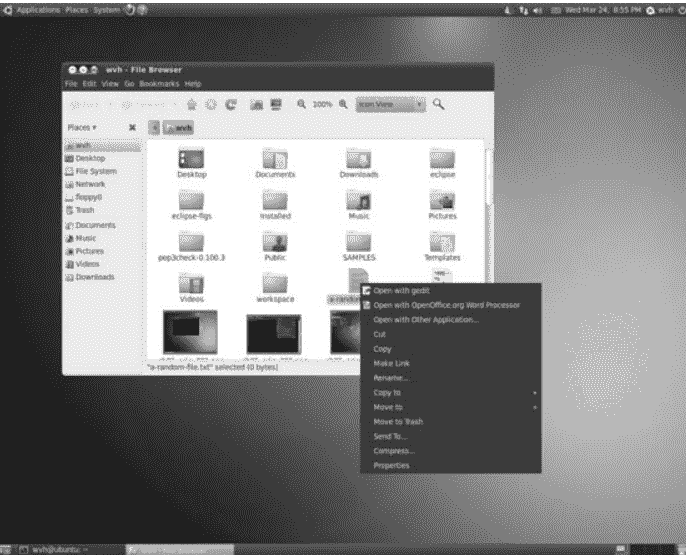 Applications Places System
Wed Mar 24, 8:55 PM wvh
wvh - File Browser
File Edit View Go Bookmarks Help
100% Icon View
Places wvh
wvh
Desktop
File System
Network
floppy0
Trash
Documents
Music
Pictures
Videos
Downloads
Desktop Documents Downloads eclipse
eclipse-figs Installed Music Pictures
pop3check-0.100.3 Public SAMPLES Templates
Videos workspace
"a-random-file.txt" selected (0 bytes)
Open with gedit
Open with OpenOffice.org Word Processor
Open with Other Application...
Cut
Copy
Make Link
Rename...
Copy to
Move to
Move to Trash
Send To...
Compress...
Properties
wvh@ubuntu: ~